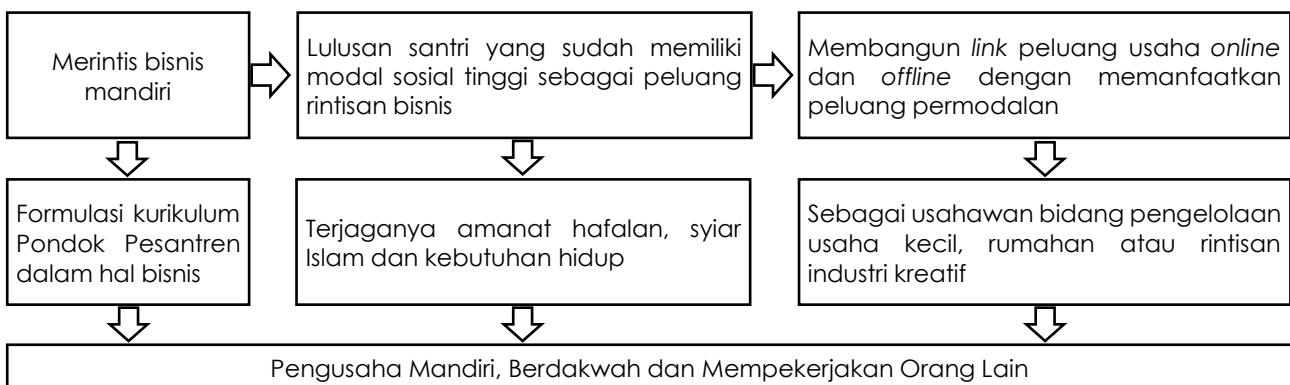 Merintis bisnis
mandiri
Lulusan santri yang sudah memiliki
modal sosial tinggi sebagai peluang
rintisan bisnis
Membangun link peluang usaha online
dan offline dengan memanfaatkan
peluang permodalan
Formulasi kurikulum
Pondok Pesantren
dalam hal bisnis
Terjaganya amanat hafalan, syiar
Islam dan kebutuhan hidup
Sebagai usahawan bidang pengelolaan
usaha kecil, rumahan atau rintisan
industri kreatif
Pengusaha Mandiri, Berdakwah dan Mempekerjakan Orang Lain